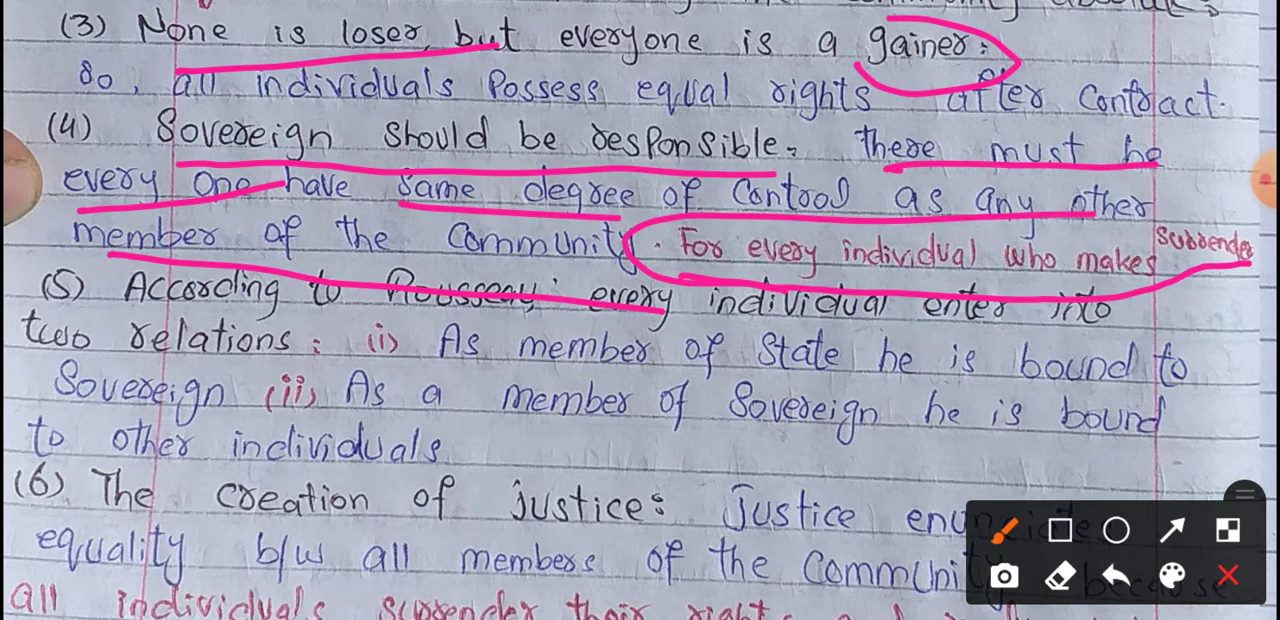 (3) None is loser, but everyone is a gainer:
So, all individuals Possess equal rights after contract.
(4) Sovereign should be responsible. there must be
every one have same degree of Control as any other
member of the Community. For every individual who makes surrender
(5) According to Rousseau; every individual enter into
two relations: (i) As member of State he is bound to
Sovereign (ii) As a member of Sovereign he is bound
to other individuals
(6) The creation of justice: Justice
equality b/w all members of the Community because
all individuals surrender their rights